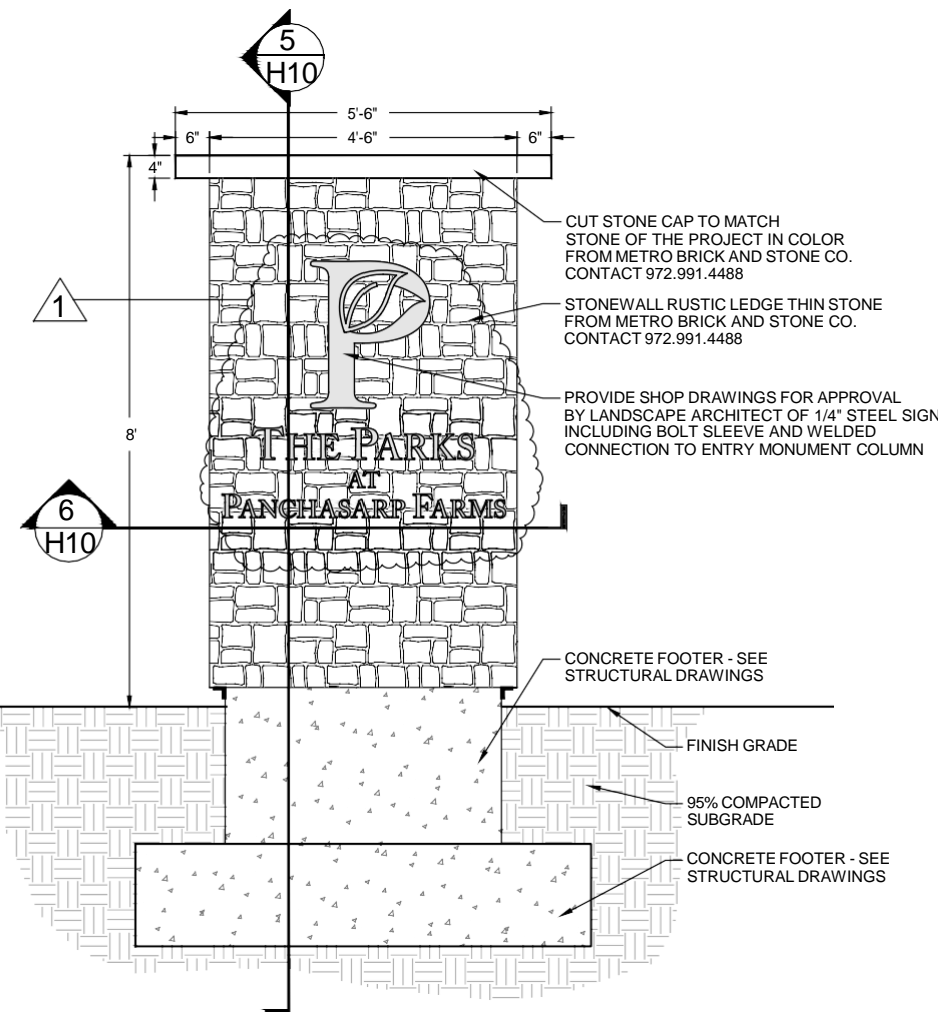 5
H10
5'-6"
6"
4'-6"
6"
4"
CUT STONE CAP TO MATCH
STONE OF THE PROJECT IN COLOR
FROM METRO BRICK AND STONE CO.
CONTACT 972.991.4488
1
STONEWALL RUSTIC LEDGE THIN STONE
FROM METRO BRICK AND STONE CO.
CONTACT 972.991.4488
P
PROVIDE SHOP DRAWINGS FOR APPROVAL
BY LANDSCAPE ARCHITECT OF 1/4" STEEL SIGN
INCLUDING BOLT SLEEVE AND WELDED
CONNECTION TO ENTRY MONUMENT COLUMN
8'
THE PARKS
AT
PANCHASARP FARMS
6
H10
CONCRETE FOOTER - SEE
STRUCTURAL DRAWINGS
FINISH GRADE
95% COMPACTED
SUBGRADE
CONCRETE FOOTER - SEE
STRUCTURAL DRAWINGS